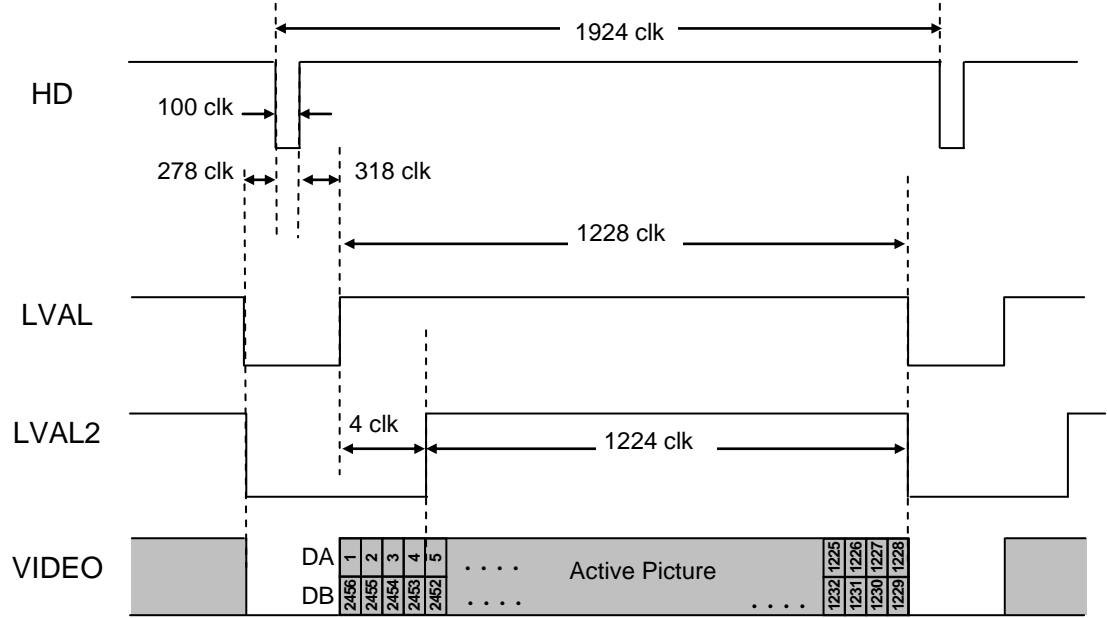 1924 clk
HD
100 clk
278 clk
318 clk
1228 clk
LVAL
LVAL2
4 clk
1224 clk
VIDEO
DA 1 2 3 4 5 . . . . Active Picture 1225 1226 1227 1228
DB 2456 2455 2454 2453 2452 . . . . . . . . 1232 1231 1230 1229